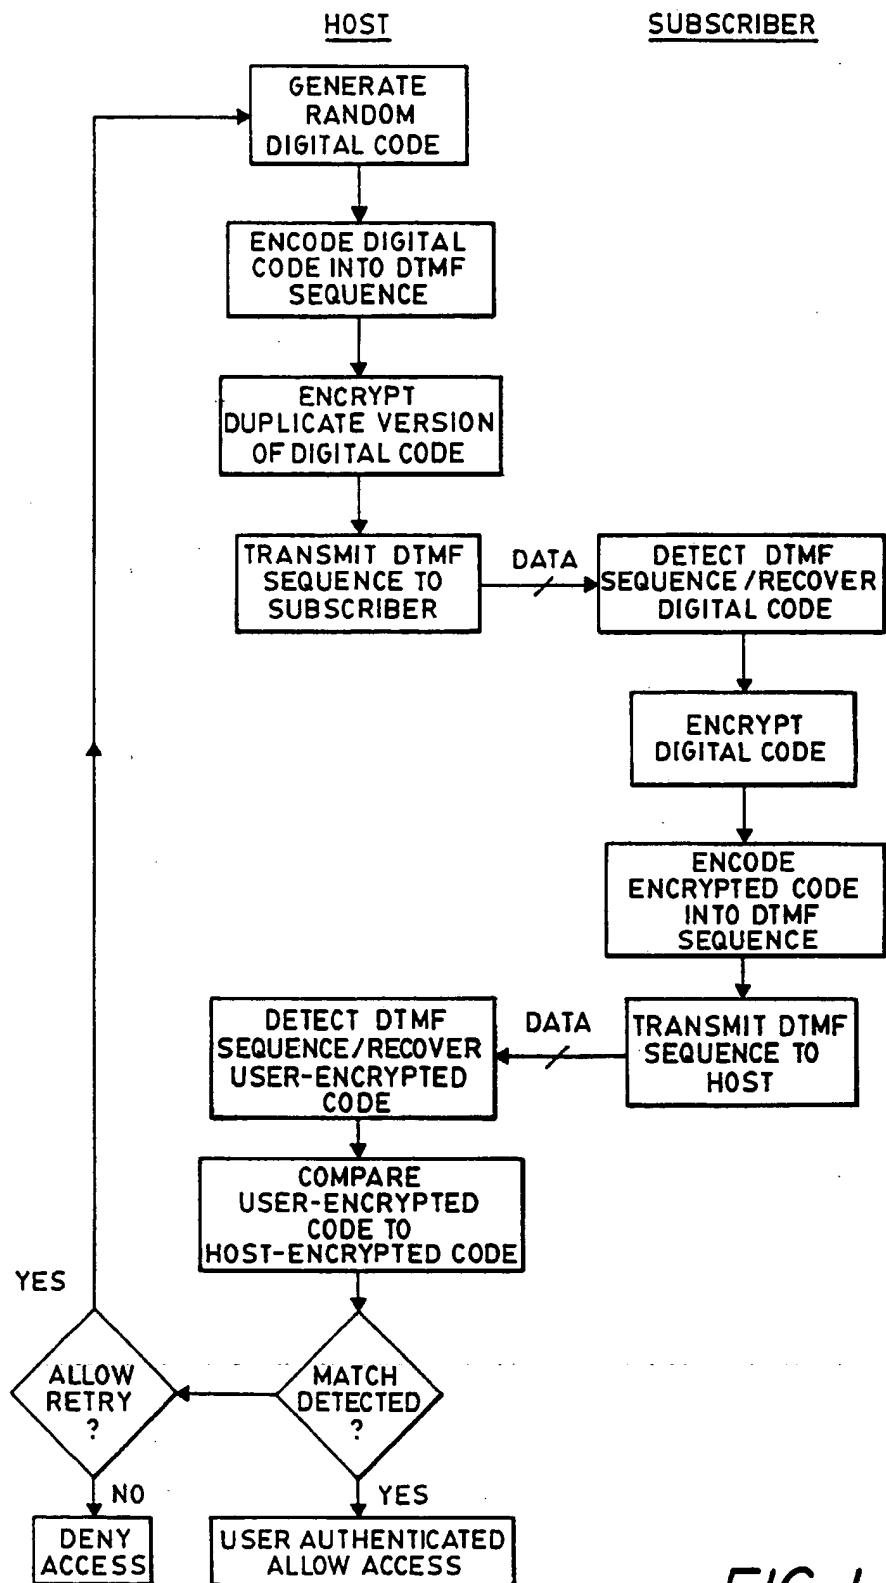 HOST
SUBSCRIBER
GENERATE
RANDOM
DIGITAL CODE
ENCODE DIGITAL
CODE INTO DTMF
SEQUENCE
ENCRYPT
DUPLICATE VERSION
OF DIGITAL CODE
TRANSMIT DTMF
SEQUENCE TO
SUBSCRIBER
DATA
DETECT DTMF
SEQUENCE/RECOVER
DIGITAL CODE
ENCRYPT
DIGITAL CODE
ENCODE
ENCRYPTED CODE
INTO DTMF
SEQUENCE
TRANSMIT DTMF
SEQUENCE TO
HOST
DATA
DETECT DTMF
SEQUENCE/RECOVER
USER-ENCRYPTED
CODE
COMPARE
USER-ENCRYPTED
CODE TO
HOST-ENCRYPTED CODE
MATCH
DETECTED
?
YES
ALLOW
RETRY
?
NO
DENY
ACCESS
YES
USER AUTHENTICATED
ALLOW ACCESS
FIG. 1